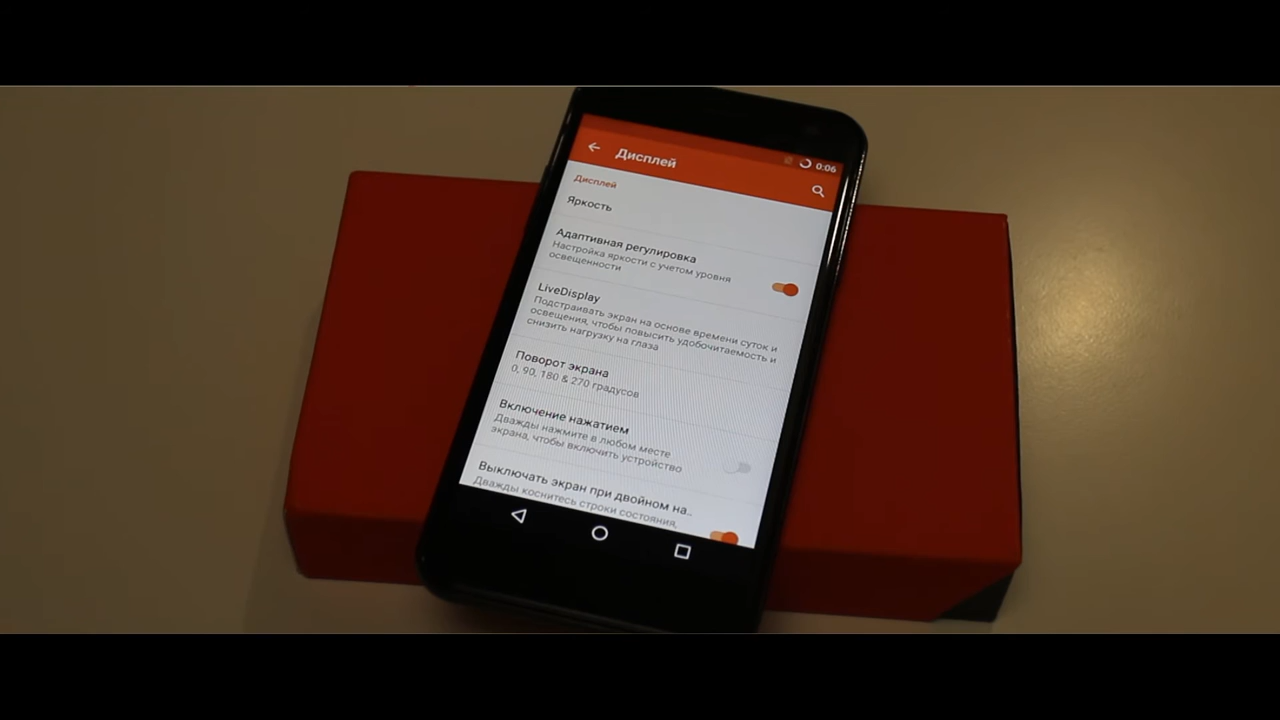 0:06
Дисплей
Дисплей
Яркость
Адаптивная регулировка
Настройка яркости с учетом уровня
освещенности
LiveDisplay
Подстраивать экран на основе времени суток и
освещения, чтобы повысить удобочитаемость и
снизить нагрузку на глаза
Поворот экрана
0, 90, 180 & 270 градусов
Включение нажатием
Дважды нажмите в любом месте
экрана, чтобы включить устройство
Выключать экран при двойном на..
Дважды коснитесь строки состояния,